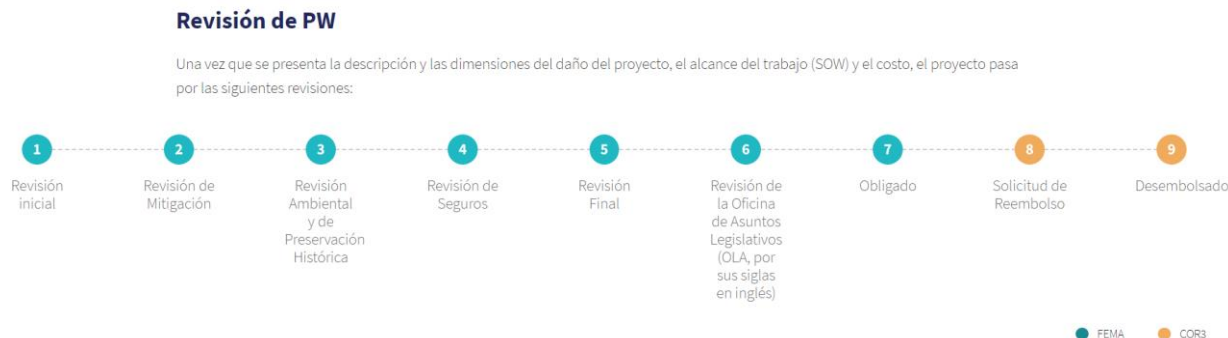 Revisión de PW
Una vez que se presenta la descripción y las dimensiones del daño del proyecto, el alcance del trabajo (SOW) y el costo, el proyecto pasa
por las siguientes revisiones:
1
Revisión
inicial
2
Revisión de
Mitigación
3
Revisión
Ambiental
y de
Preservación
Histórica
4
Revisión de
Seguros
5
Revisión
Final
6
Revisión de
la Oficina
de Asuntos
Legislativos
(OLA, por
sus siglas
en inglés)
7
Obligado
8
Solicitud de
Reembolso
9
Desembolsado
FEMA
COR3